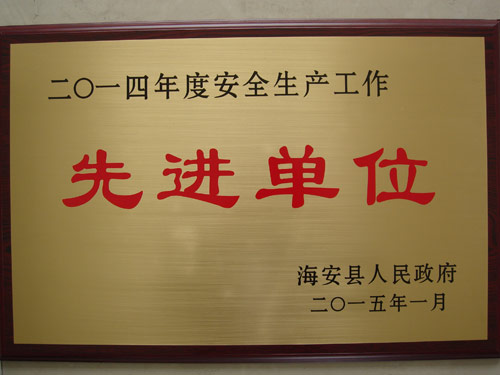 二〇一四年度安全生产工作
先进单位
海安县人民政府
二〇一五年一月